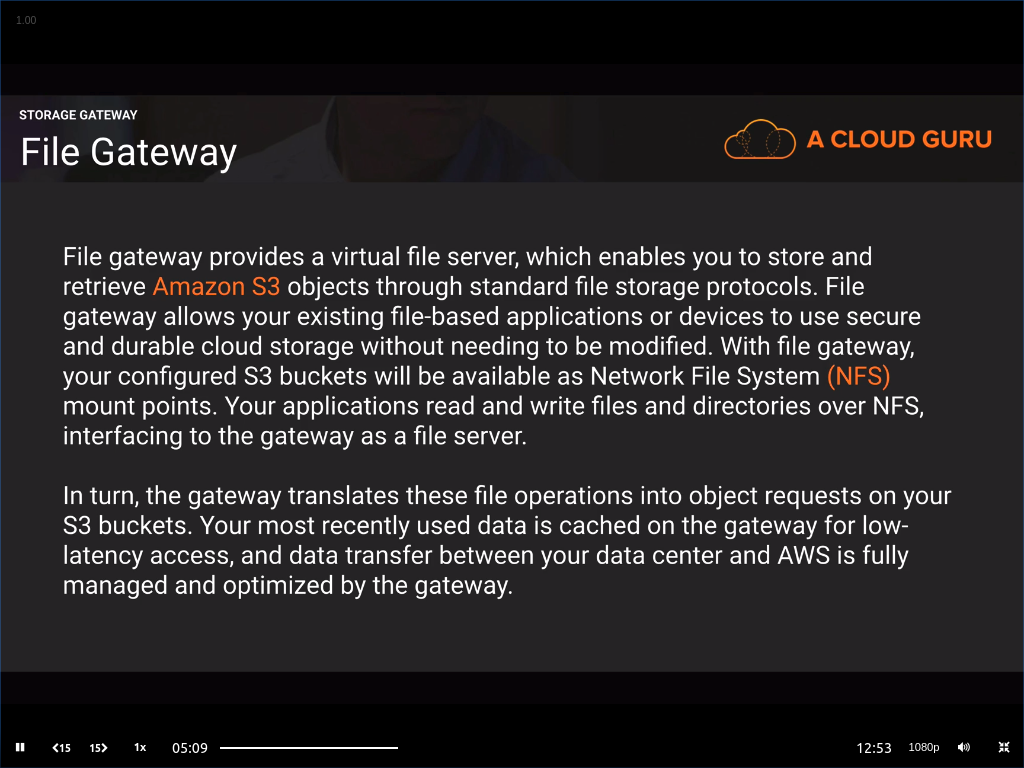 1.00
STORAGE GATEWAY
File Gateway
A CLOUD GURU
File gateway provides a virtual file server, which enables you to store and
retrieve Amazon S3 objects through standard file storage protocols. File
gateway allows your existing file-based applications or devices to use secure
and durable cloud storage without needing to be modified. With file gateway,
your configured S3 buckets will be available as Network File System (NFS)
mount points. Your applications read and write files and directories over NFS,
interfacing to the gateway as a file server.
In turn, the gateway translates these file operations into object requests on your
S3 buckets. Your most recently used data is cached on the gateway for low-
latency access, and data transfer between your data center and AWS is fully
managed and optimized by the gateway.
15 15 1x 05:09 12:53 1080p